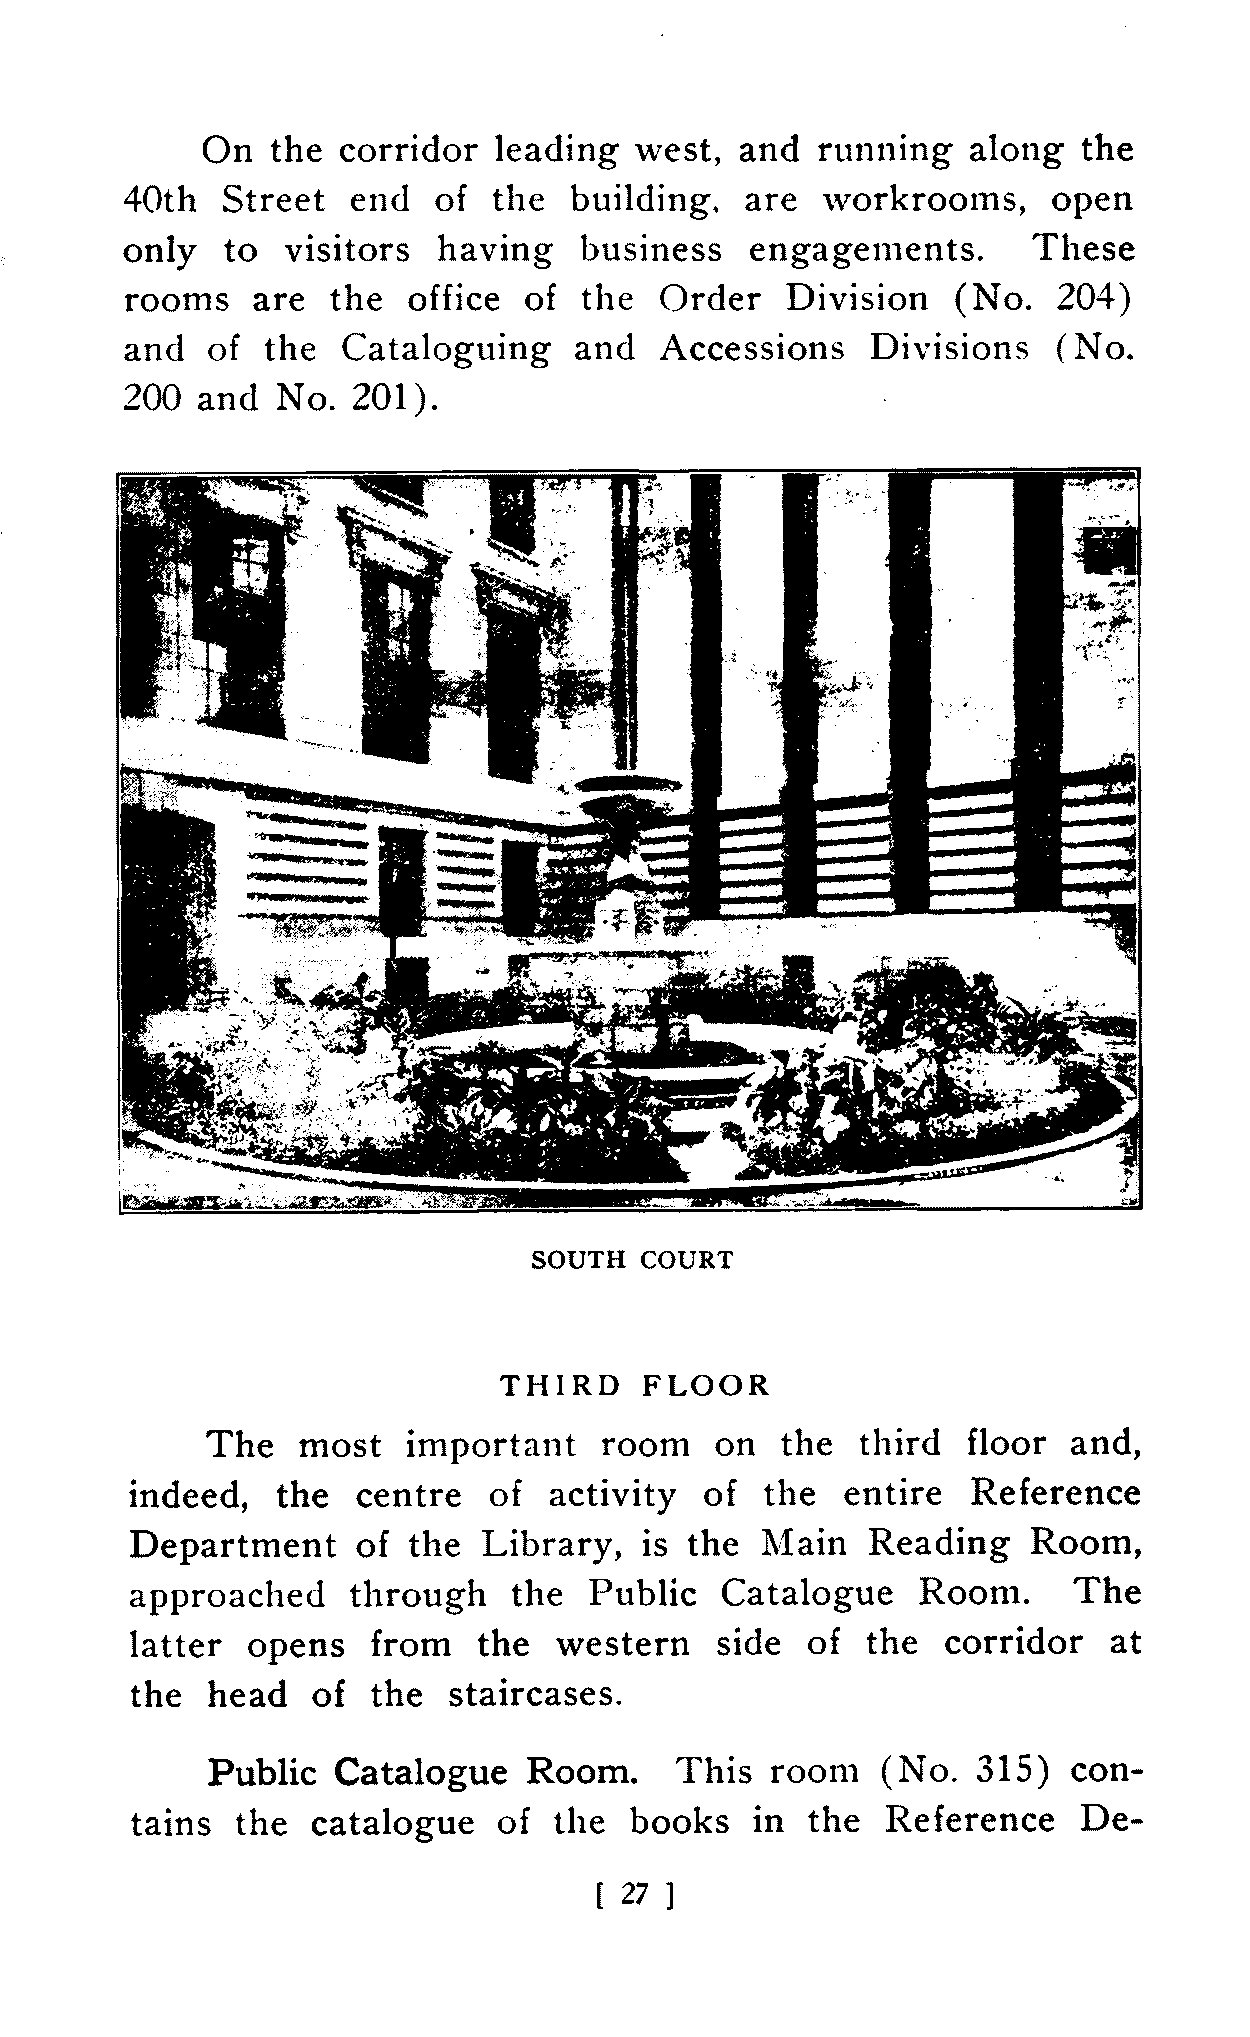 On the corridor leading west, and running along the
40th Street end of the building, are workrooms, open
only to visitors having business engagements. These
rooms are the office of the Order Division (No. 204)
and of the Cataloguing and Accessions Divisions (No.
200 and No. 201).
SOUTH COURT
THIRD FLOOR
The most important room on the third floor and,
indeed, the centre of activity of the entire Reference
Department of the Library, is the Main Reading Room,
approached through the Public Catalogue Room. The
latter opens from the western side of the corridor at
the head of the staircases.
Public Catalogue Room. This room (No. 315) con-
tains the catalogue of the books in the Reference De-
[ 27 ]